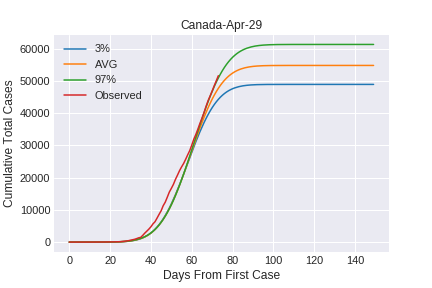 Canada-Apr-29
Cumulative Total Cases
60000
50000
40000
30000
20000
10000
0
3%
AVG
97%
Observed
0 20 40 60 80 100 120 140
Days From First Case